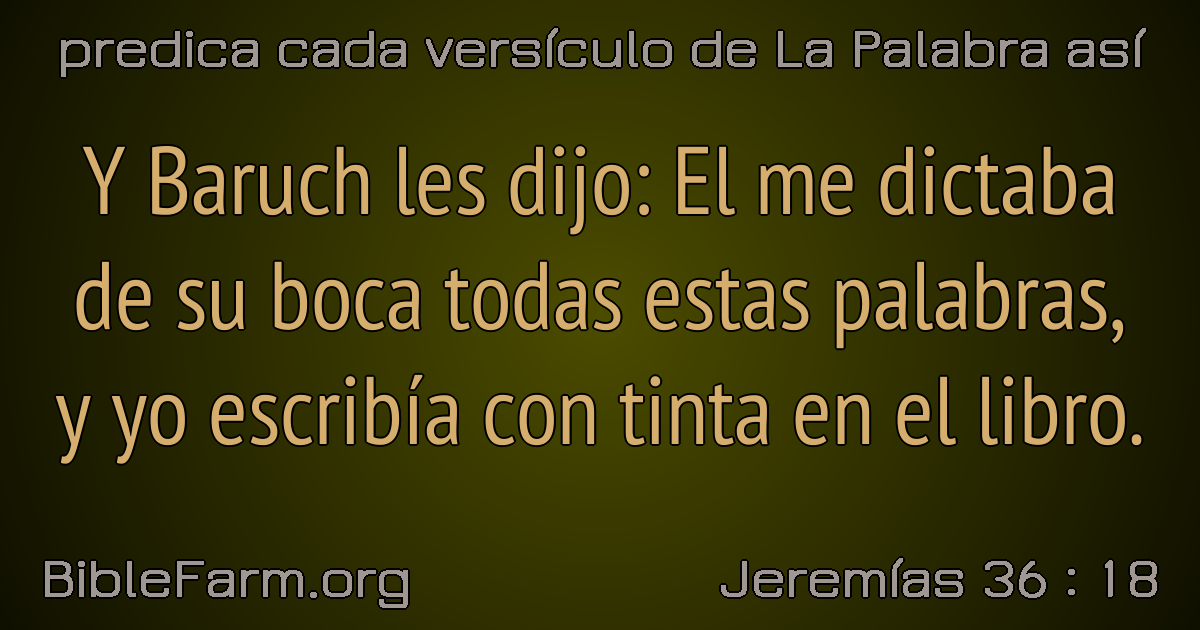 predica cada versículo de La Palabra así
Y Baruch les dijo: El me dictaba
de su boca todas estas palabras,
y yo escribía con tinta en el libro.
BibleFarm.org
Jeremías 36 : 18